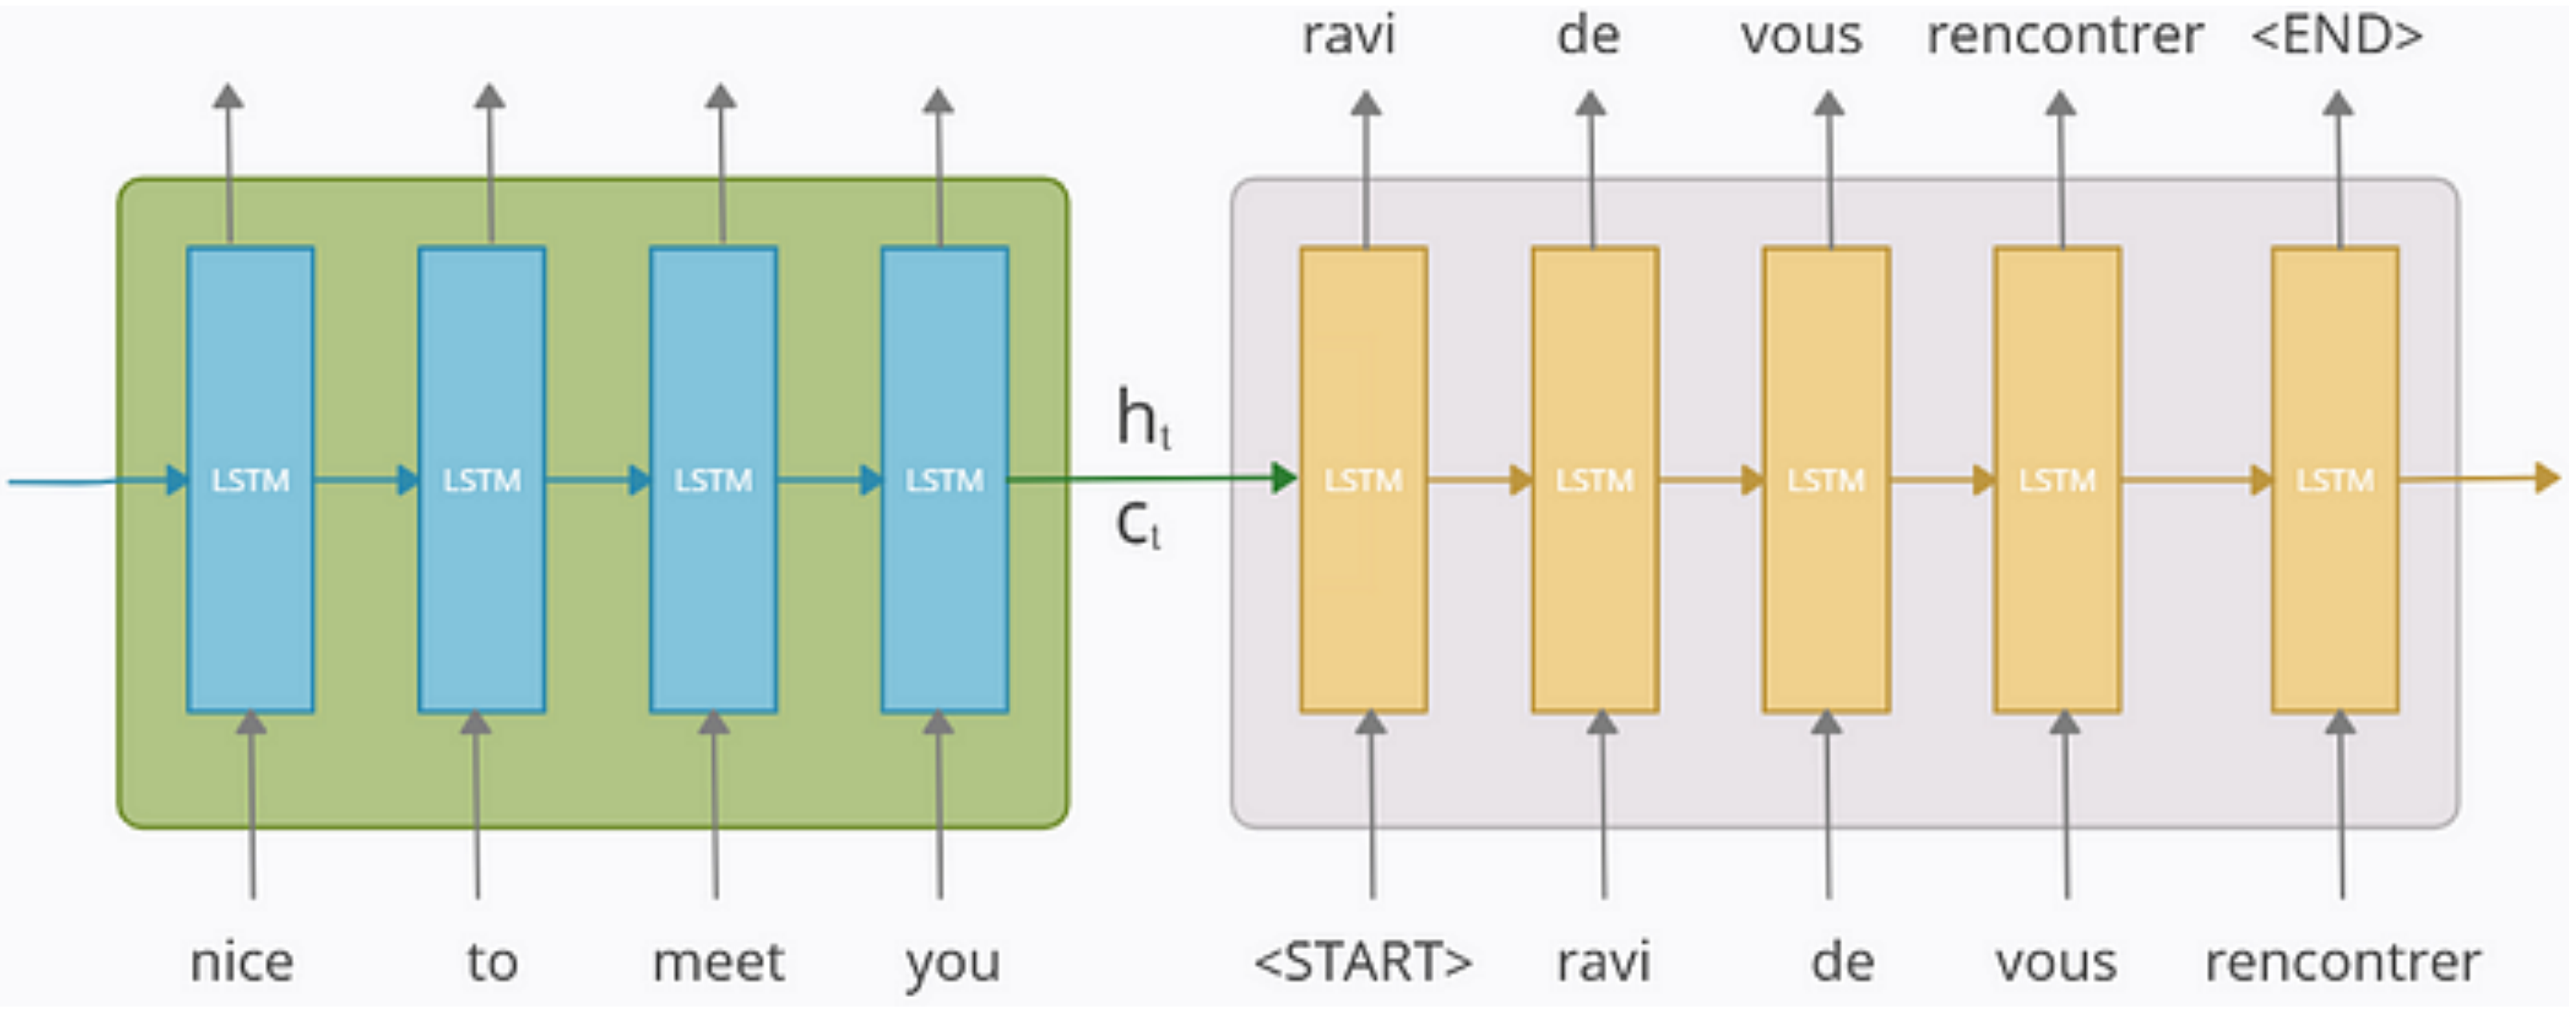 ravi de vous rencontrer <END>
h_t
LSTM LSTM LSTM LSTM LSTM LSTM LSTM LSTM LSTM
c_t
nice to meet you <START> ravi de vous rencontrer